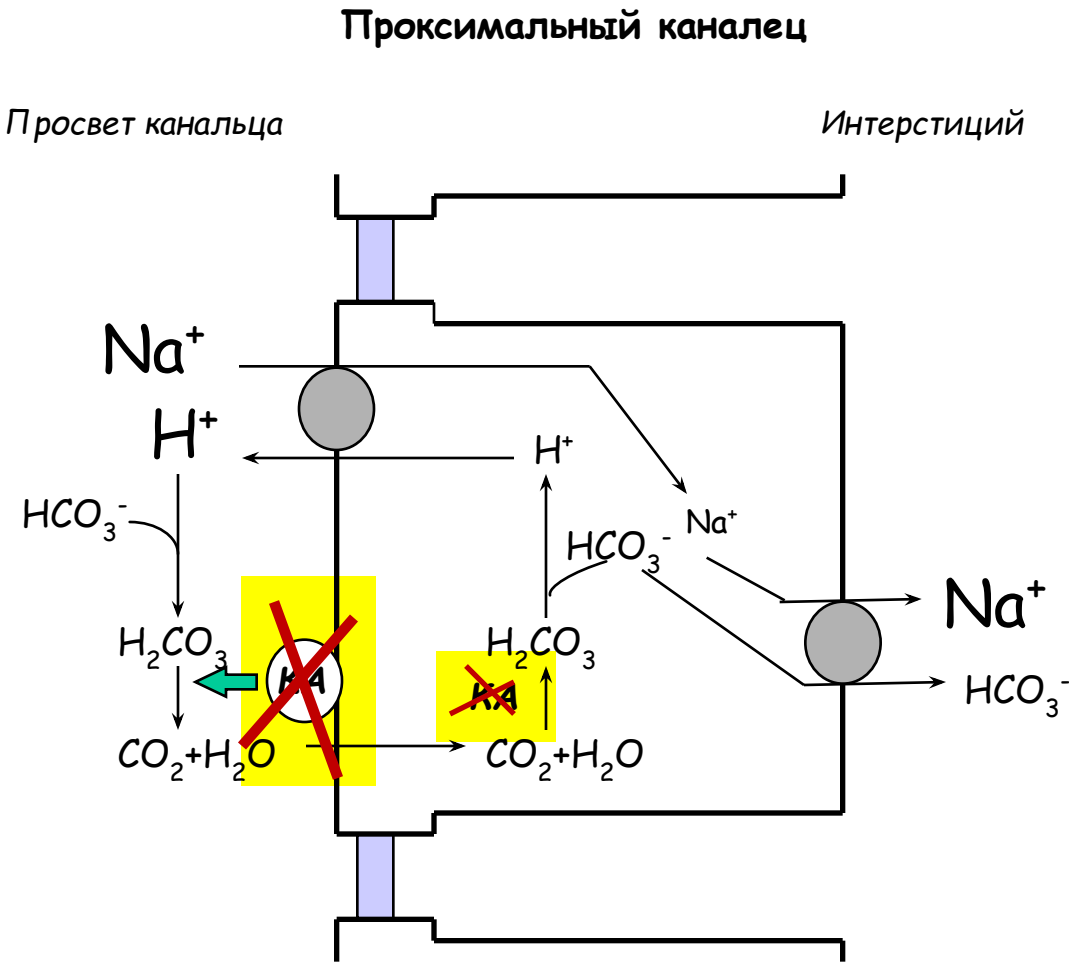 Проксимальный каналец
Просвет канальца
Интерстиций
Na⁺
H⁺
H⁺
HCO₃⁻
Na⁺
HCO₃⁻
Na⁺
H₂CO₃
H₂CO₃
КА
КА
HCO₃⁻
CO₂+H₂O
CO₂+H₂O